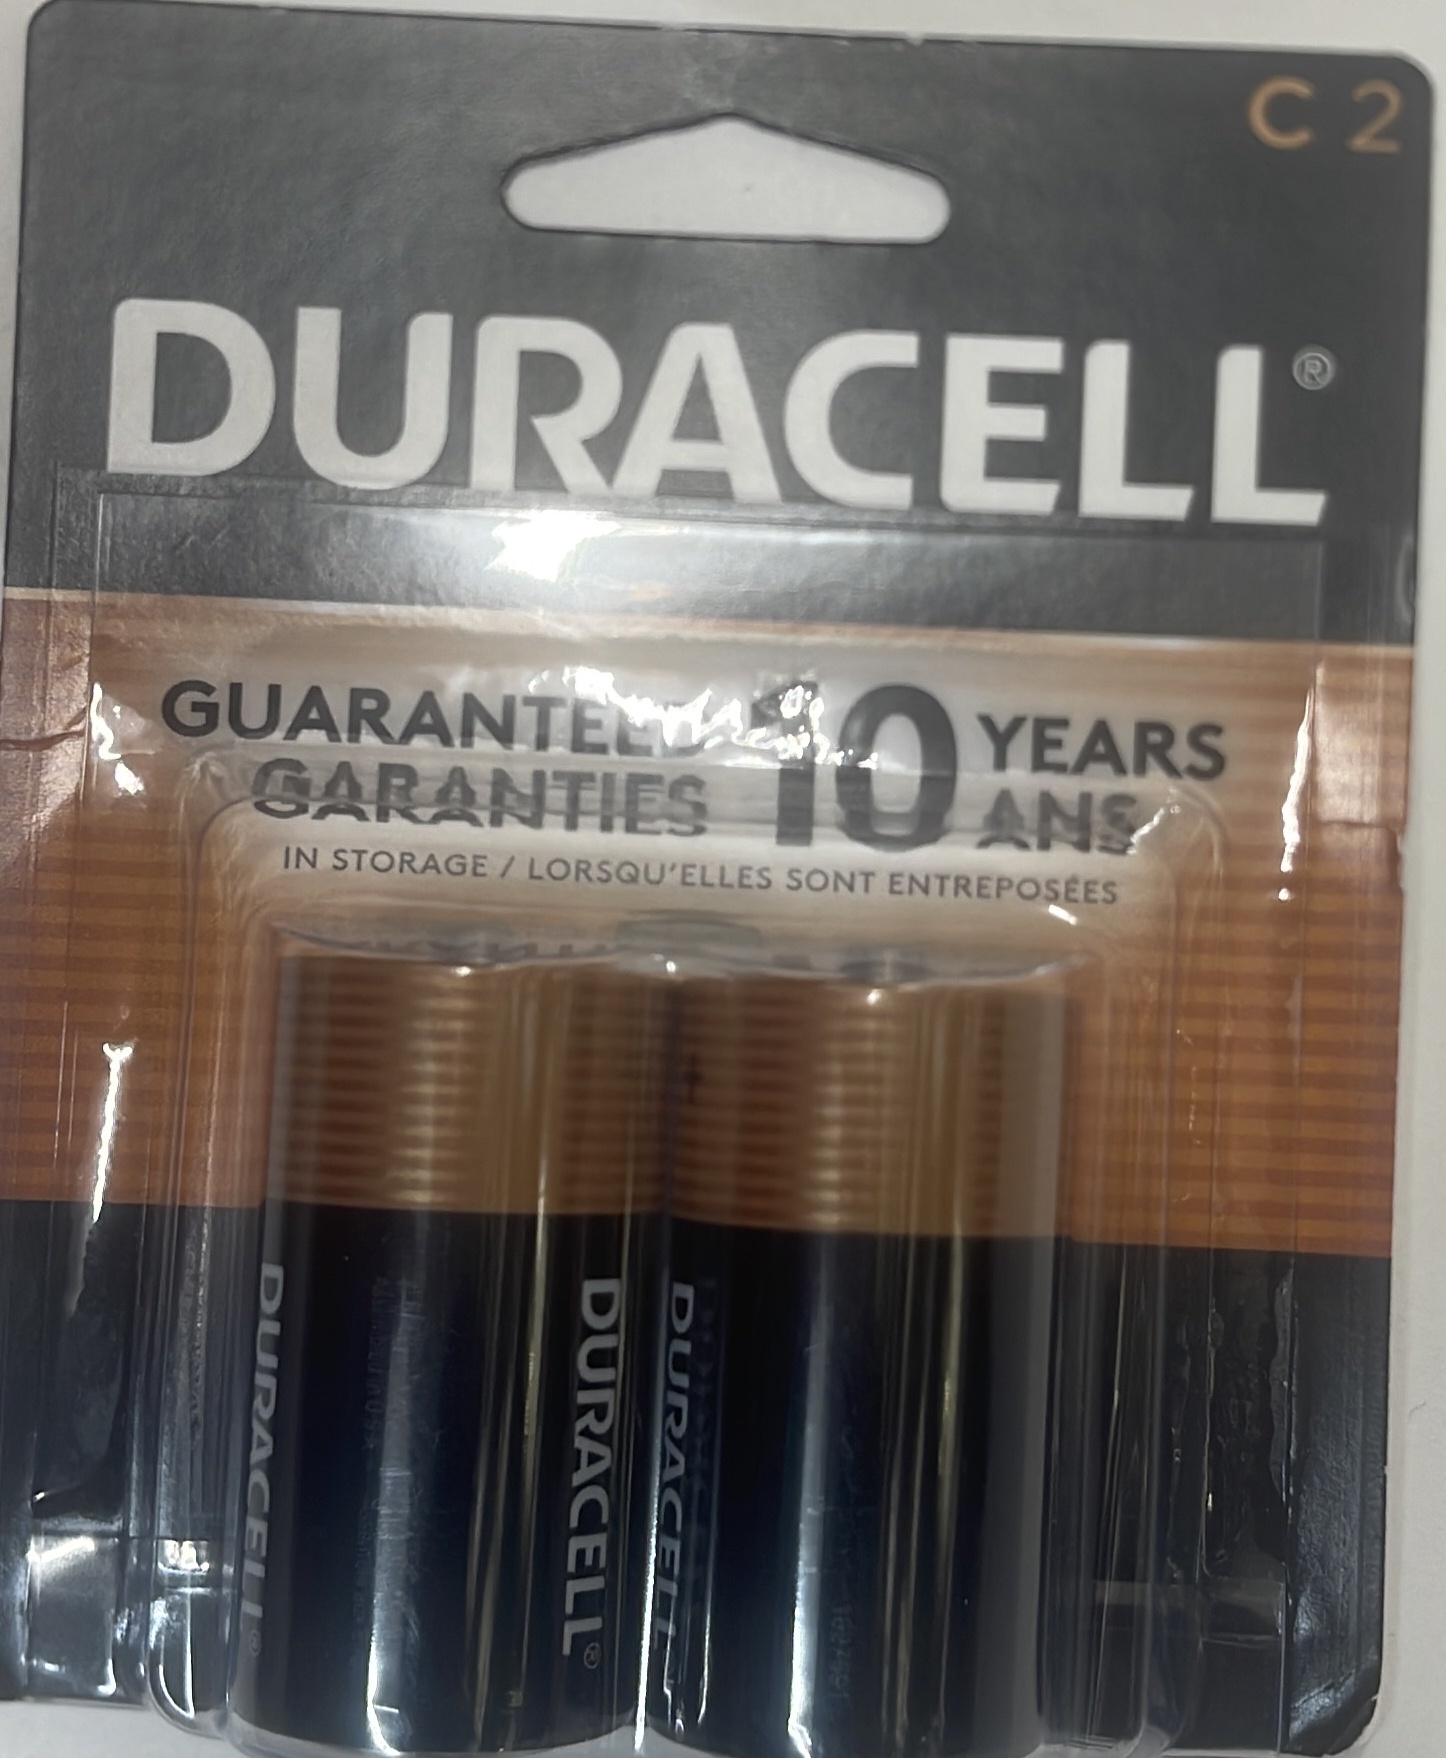 C 2
DURACELL®
GUARANTEED 10 YEARS
GARANTIES ANS
IN STORAGE / LORSQU'ELLES SONT ENTREPOSÉES
DURACELL®
DURACELL®
DURACELL